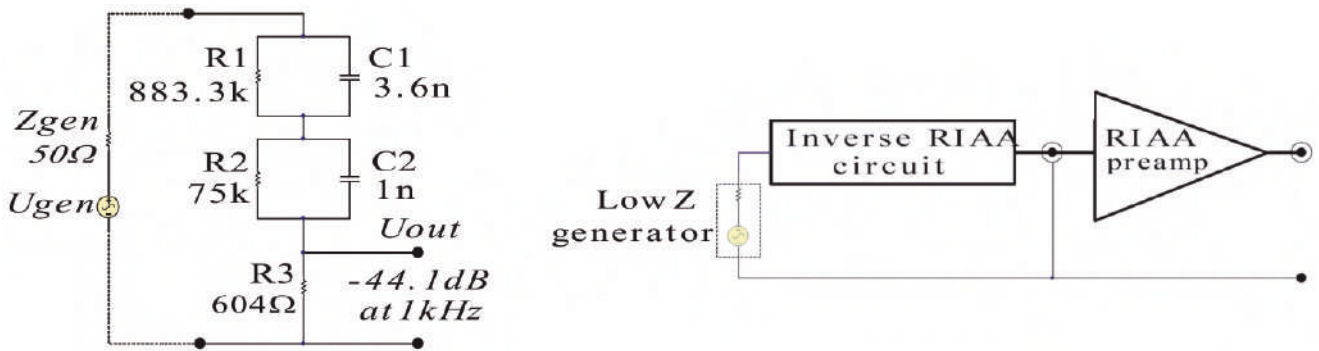 R1
883.3k
C1
3.6n
Zgen
50Ω
Ugen
R2
75k
C2
1n
Uout
R3
604Ω
-44.1dB
at 1kHz
Inverse RIAA
circuit
RIAA
preamp
Low Z
generator